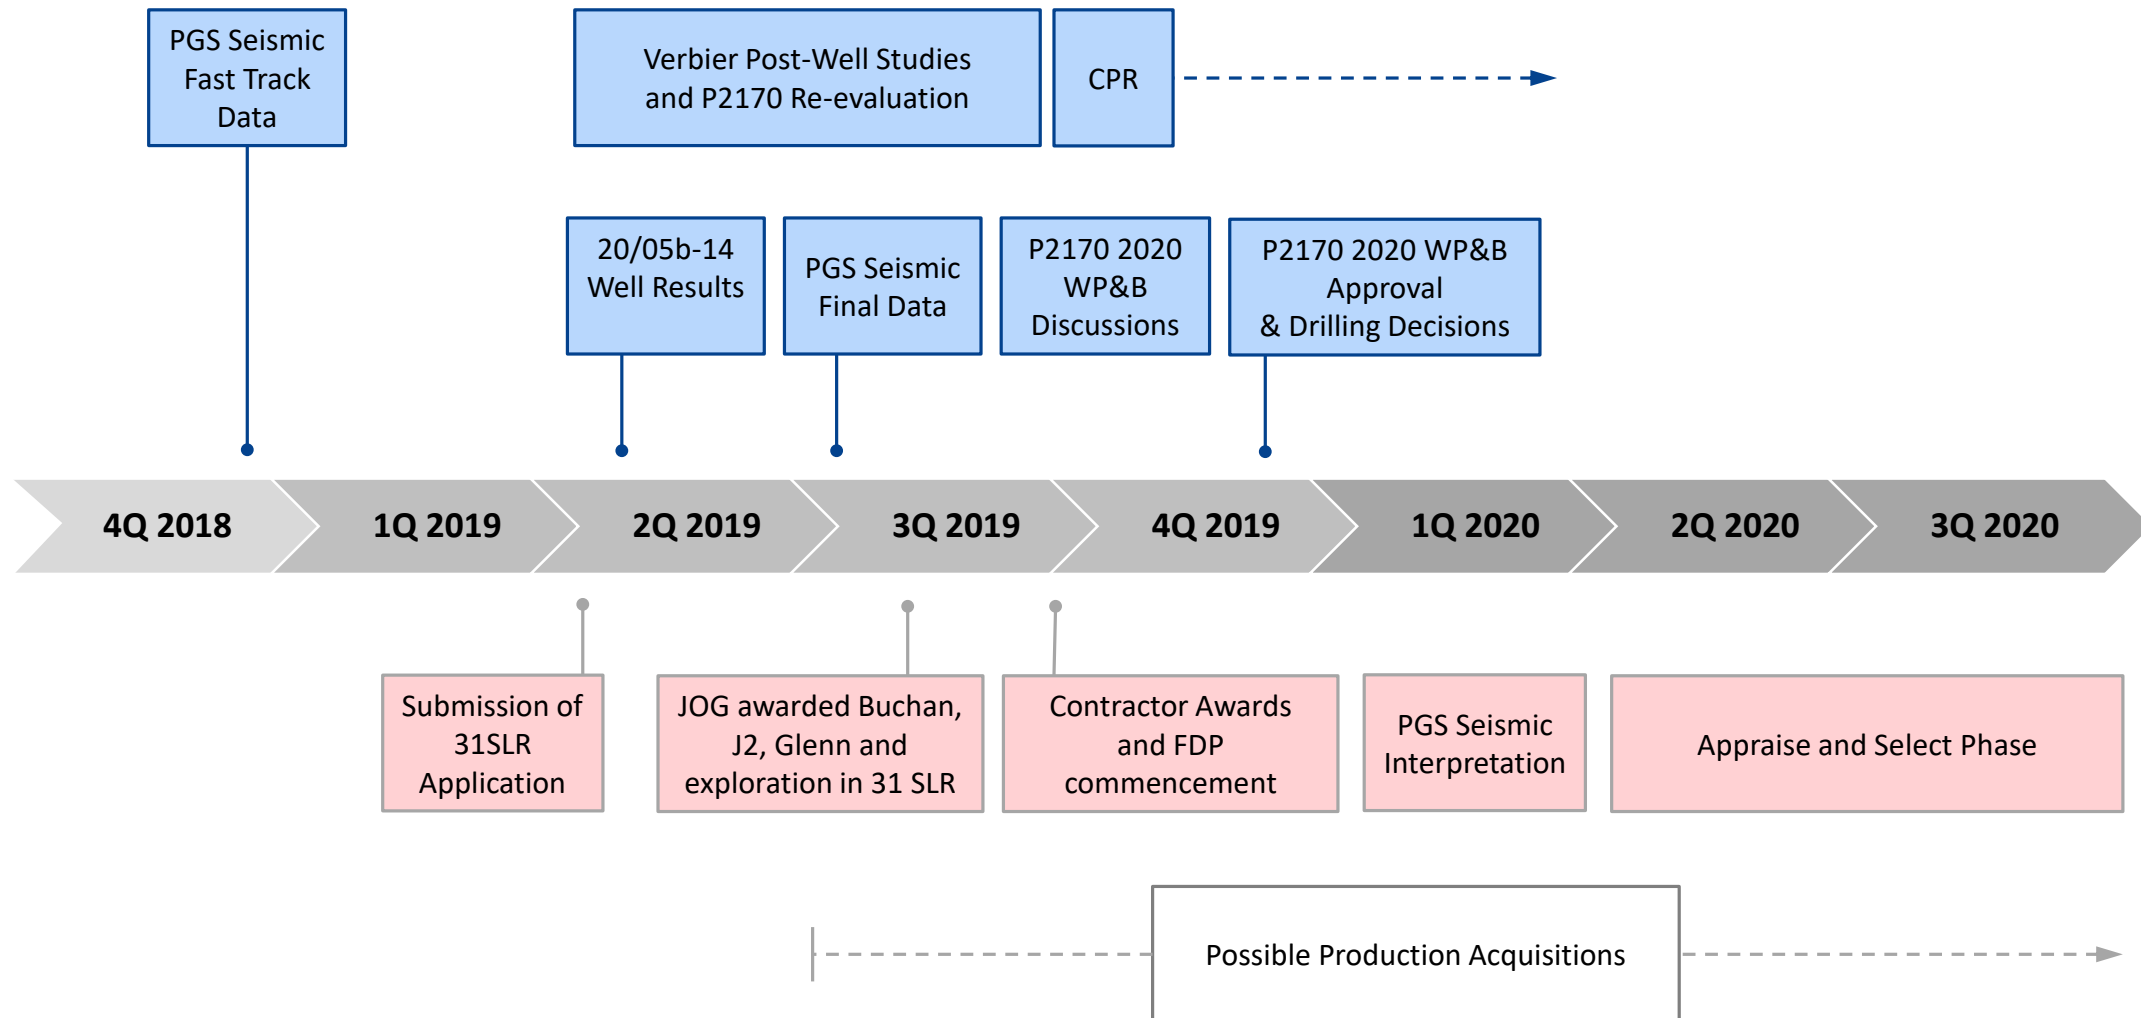 PGS Seismic
Fast Track
Data
Verbier Post-Well Studies
and P2170 Re-evaluation
CPR
20/05b-14
Well Results
PGS Seismic
Final Data
P2170 2020
WP&B
Discussions
P2170 2020 WP&B
Approval
& Drilling Decisions
4Q 2018
1Q 2019
2Q 2019
3Q 2019
4Q 2019
1Q 2020
2Q 2020
3Q 2020
Submission of
31SLR
Application
JOG awarded Buchan,
J2, Glenn and
exploration in 31 SLR
Contractor Awards
and FDP
commencement
PGS Seismic
Interpretation
Appraise and Select Phase
Possible Production Acquisitions